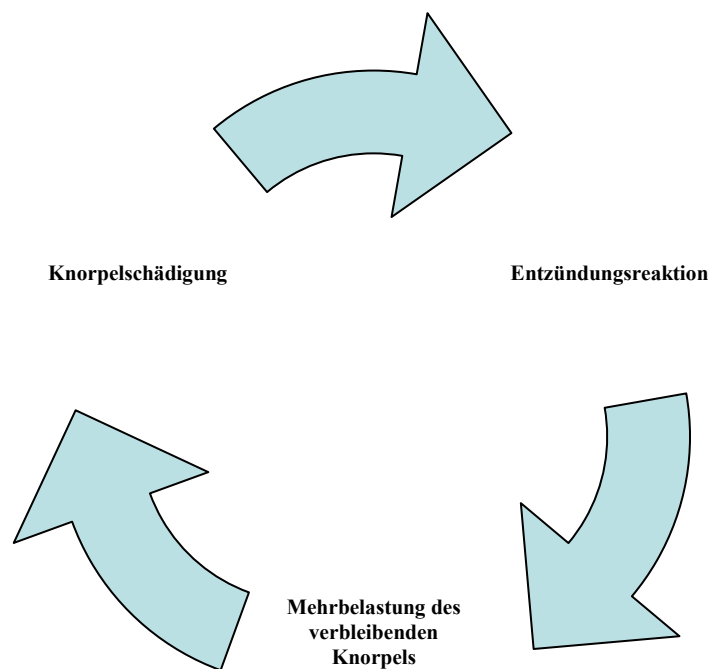 Knorpelschädigung
Entzündungsreaktion
Mehrbelastung des
verbleibenden
Knorpels